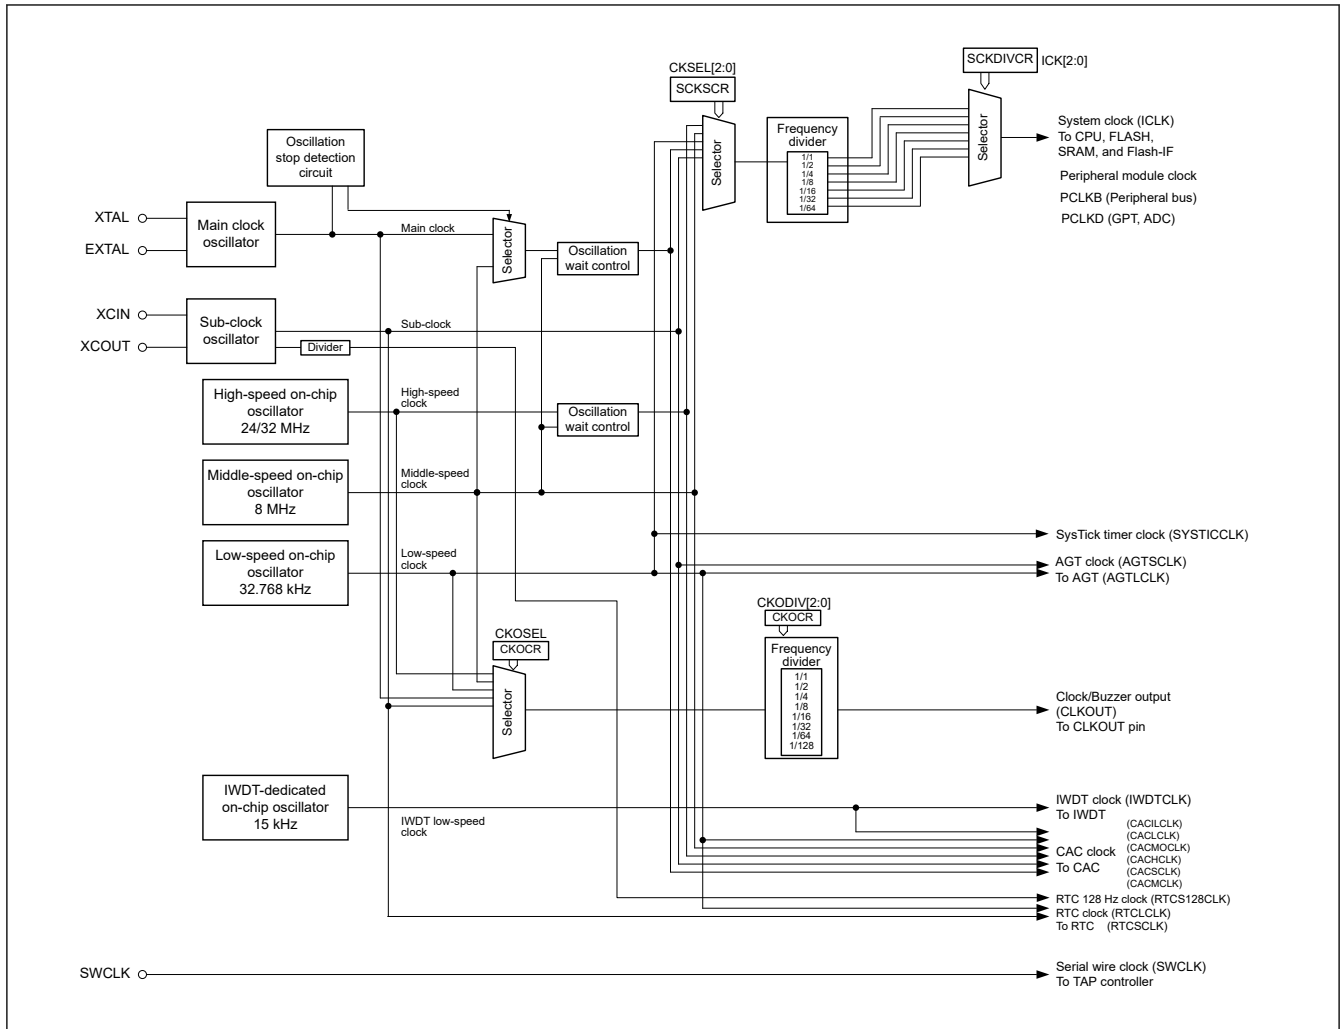 SCKDIVCR
ICK[2:0]
CKSEL[2:0]
SCKSCR
Selector
Frequency
divider
1/1
1/2
1/4
1/8
1/16
1/32
1/64
Selector
System clock (ICLK)
To CPU, FLASH,
SRAM, and Flash-IF
Peripheral module clock
PCLKB (Peripheral bus)
PCLKD (GPT, ADC)
Oscillation
stop detection
circuit
XTAL
EXTAL
Main clock
oscillator
Main clock
Selector
Oscillation
wait control
XCIN
XCOUT
Sub-clock
oscillator
Sub-clock
Divider
High-speed on-chip
oscillator
24/32 MHz
High-speed
clock
Oscillation
wait control
Middle-speed on-chip
oscillator
8 MHz
Middle-speed
clock
Low-speed on-chip
oscillator
32.768 kHz
Low-speed
clock
SysTick timer clock (SYSTICCLK)
AGT clock (AGTSCLK)
To AGT (AGTLCLK)
CKOSEL
CKOCR
Selector
CKODIV[2:0]
CKOCR
Frequency
divider
1/1
1/2
1/4
1/8
1/16
1/32
1/64
1/128
Clock/Buzzer output
(CLKOUT)
To CLKOUT pin
IWDT-dedicated
on-chip oscillator
15 kHz
IWDT low-speed
clock
IWDT clock (IWDTCLK)
To IWDT
CAC clock
To CAC
(CACILCLK)
(CACLCLK)
(CACMOCLK)
(CACHCLK)
(CACSCLK)
(CACMCLK)
RTC 128 Hz clock (RTCS128CLK)
RTC clock (RTCLCLK)
To RTC (RTCSCLK)
SWCLK
Serial wire clock (SWCLK)
To TAP controller